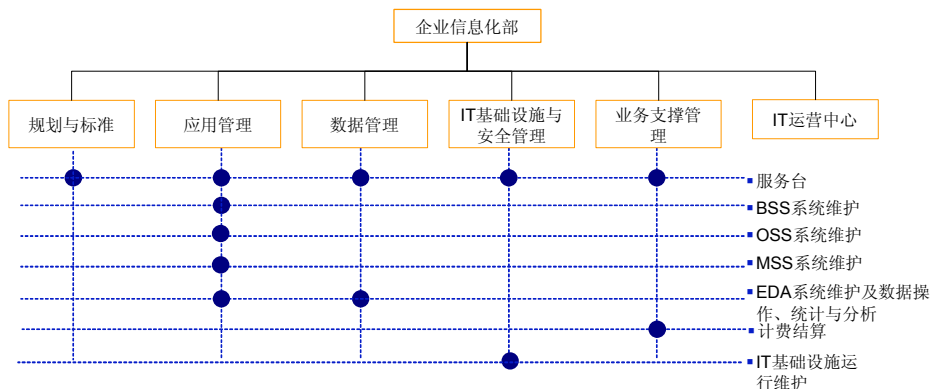 企业信息化部
规划与标准
应用管理
数据管理
IT基础设施与
安全管理
业务支撑管
理
IT运营中心
服务台
BSS系统维护
OSS系统维护
MSS系统维护
EDA系统维护及数据操
作、统计与分析
计费结算
IT基础设施运
行维护